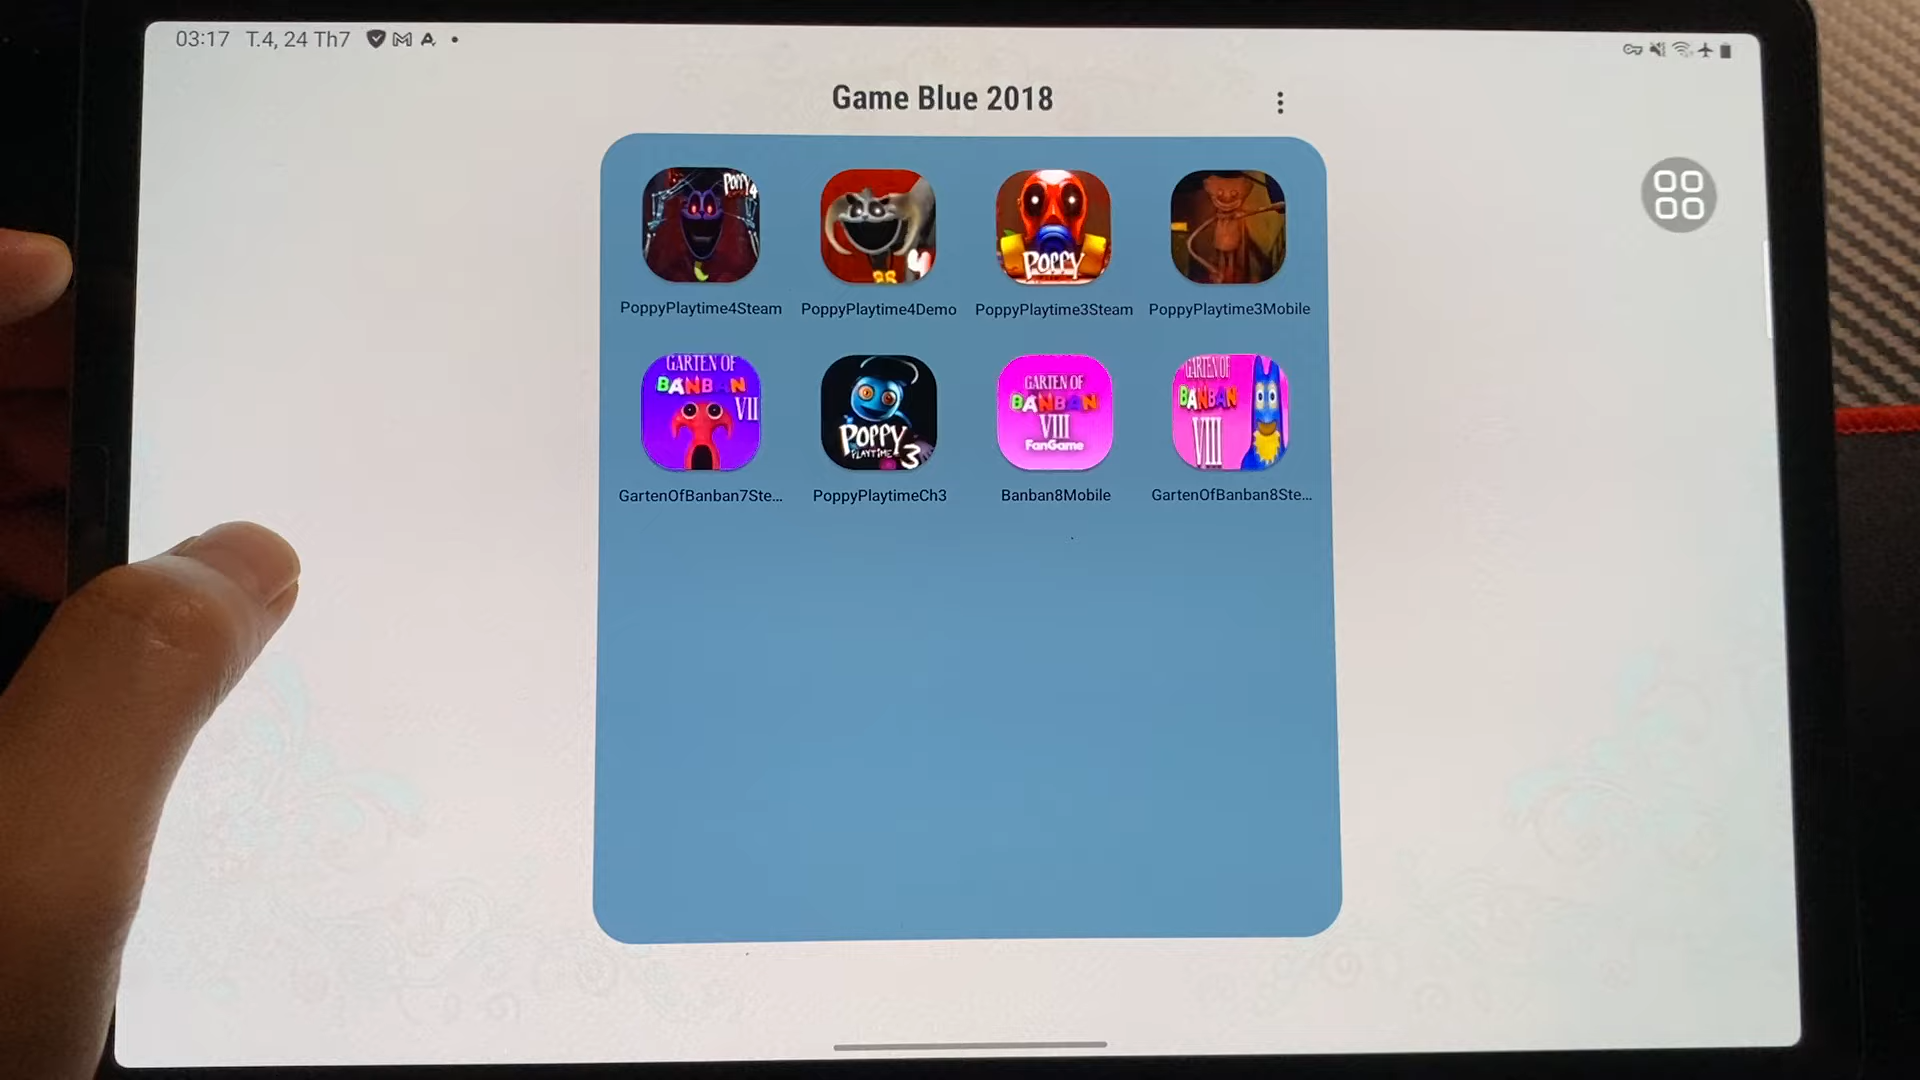 03:17 T.4, 24 Th7
Game Blue 2018
POPPY 4
4
POPPY
PoppyPlaytime4Steam PoppyPlaytime4Demo PoppyPlaytime3Steam PoppyPlaytime3Mobile
GARTEN OF
BANBAN
VII
POPPY
PLAYTIME
3
GARTEN OF
BANBAN
VIII
FanGame
GARTEN OF
BANBAN
VIII
GartenOfBanban7Ste... PoppyPlaytimeCh3 Banban8Mobile GartenOfBanban8Ste...